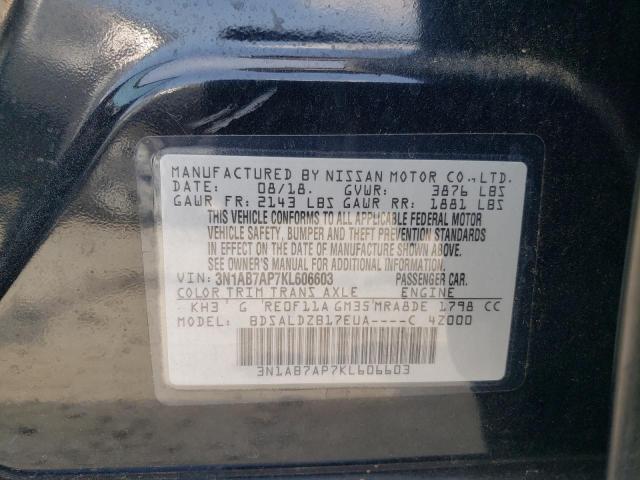 MANUFACTURED BY NISSAN MOTOR CO.,LTD.
DATE: 08/18. GVWR: 3876 LBS
GAWR FR: 2143 LBS GAWR RR: 1881 LBS
THIS VEHICLE CONFORMS TO ALL APPLICABLE FEDERAL MOTOR
VEHICLE SAFETY, BUMPER AND THEFT PREVENTION STANDARDS
IN EFFECT ON THE DATE OF MANUFACTURE SHOWN ABOVE.
SEE OWNER'S MANUAL FOR ADDITIONAL INFORMATION.
VIN: 3N1AB7AP7KL606603 PASSENGER CAR.
COLOR TRIM TRANS AXLE ENGINE
KH3 G RE0F11A GM35 MRA8DE 1798 CC
MODEL: BDSALDZB17EUA----C 42000
3N1AB7AP7KL606603